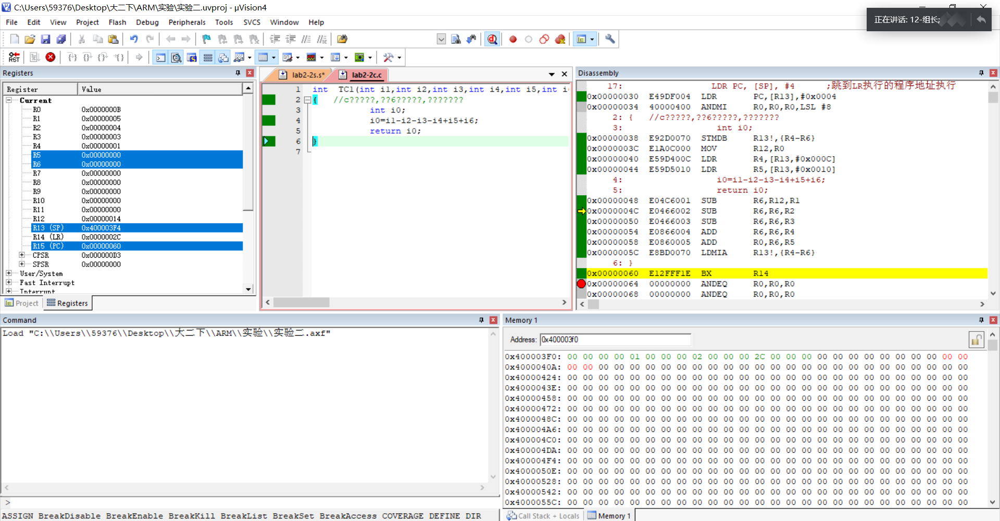 C:\Users\59376\Desktop\大二下\ARM\实验\实验二.uvproj - µVision4
正在讲话: 12-组长;
File Edit View Project Flash Debug Peripherals Tools SVCS Window Help
RST
Registers
Register Value
Current
R0 0x0000000B
R1 0x00000005
R2 0x00000004
R3 0x00000003
R4 0x00000001
R5 0x00000000
R6 0x00000000
R7 0x00000000
R8 0x00000000
R9 0x00000000
R10 0x00000000
R11 0x00000000
R12 0x00000014
R13 (SP) 0x400003F4
R14 (LR) 0x0000002C
R15 (PC) 0x00000060
CPSR 0x000000D3
SPSR 0x00000000
User/System
Fast Interrupt
Interrupt
Project Registers
lab2-2s.s* lab2-2c.c
1 int TC1(int i1,int i2,int i3,int i4,int i5,int i
2 { //c?????,??6?????,???????
3 int i0;
4 i0=i1-i2-i3-i4+i5+i6;
5 return i0;
6 }
7
Disassembly
17: LDR PC, [SP], #4 ;跳到LR执行的程序地址执行
0x00000030 E49DF004 LDR PC,[R13],#0x0004
0x00000034 40000400 ANDMI R0,R0,R0,LSL #8
2: { //c?????,??6?????,???????
3: int i0;
0x00000038 E92D0070 STMDB R13!,{R4-R6}
0x0000003C E1A0C000 MOV R12,R0
0x00000040 E59D400C LDR R4,[R13,#0x000C]
0x00000044 E59D5010 LDR R5,[R13,#0x0010]
4: i0=i1-i2-i3-i4+i5+i6;
5: return i0;
0x00000048 E04C6001 SUB R6,R12,R1
0x0000004C E0466002 SUB R6,R6,R2
0x00000050 E0466003 SUB R6,R6,R3
0x00000054 E0866004 ADD R6,R6,R4
0x00000058 E0860005 ADD R0,R6,R5
0x0000005C E8BD0070 LDMIA R13!,{R4-R6}
6: }
0x00000060 E12FFF1E BX R14
0x00000064 00000000 ANDEQ R0,R0,R0
0x00000068 00000000 ANDEQ R0,R0,R0
Command
Load "C:\\Users\\59376\\Desktop\\大二下\\ARM\\实验\\实验二.axf"
>
ASSIGN BreakDisable BreakEnable BreakKill BreakList BreakSet BreakAccess COVERAGE DEFINE DIR
Memory 1
Address: 0x400003f0
0x400003F0: 00 00 00 00 01 00 00 00 02 00 00 00 2C 00 00 00 00 00 00 00 00 00 00 00 00 00
0x4000040A: 00 00 00 00 00 00 00 00 00 00 00 00 00 00 00 00 00 00 00 00 00 00 00 00 00 00
0x40000424: 00 00 00 00 00 00 00 00 00 00 00 00 00 00 00 00 00 00 00 00 00 00 00 00 00 00
0x4000043E: 00 00 00 00 00 00 00 00 00 00 00 00 00 00 00 00 00 00 00 00 00 00 00 00 00 00
0x40000458: 00 00 00 00 00 00 00 00 00 00 00 00 00 00 00 00 00 00 00 00 00 00 00 00 00 00
0x40000472: 00 00 00 00 00 00 00 00 00 00 00 00 00 00 00 00 00 00 00 00 00 00 00 00 00 00
0x4000048C: 00 00 00 00 00 00 00 00 00 00 00 00 00 00 00 00 00 00 00 00 00 00 00 00 00 00
0x400004A6: 00 00 00 00 00 00 00 00 00 00 00 00 00 00 00 00 00 00 00 00 00 00 00 00 00 00
0x400004C0: 00 00 00 00 00 00 00 00 00 00 00 00 00 00 00 00 00 00 00 00 00 00 00 00 00 00
0x400004DA: 00 00 00 00 00 00 00 00 00 00 00 00 00 00 00 00 00 00 00 00 00 00 00 00 00 00
0x400004F4: 00 00 00 00 00 00 00 00 00 00 00 00 00 00 00 00 00 00 00 00 00 00 00 00 00 00
0x4000050E: 00 00 00 00 00 00 00 00 00 00 00 00 00 00 00 00 00 00 00 00 00 00 00 00 00 00
0x40000528: 00 00 00 00 00 00 00 00 00 00 00 00 00 00 00 00 00 00 00 00 00 00 00 00 00 00
0x40000542: 00 00 00 00 00 00 00 00 00 00 00 00 00 00 00 00 00 00 00 00 00 00 00 00 00 00
0x4000055C: 00 00 00 00 00 00 00 00 00 00 00 00 00 00 00 00 00 00 00 00 00 00 00 00 00 00
Call Stack + Locals Memory 1